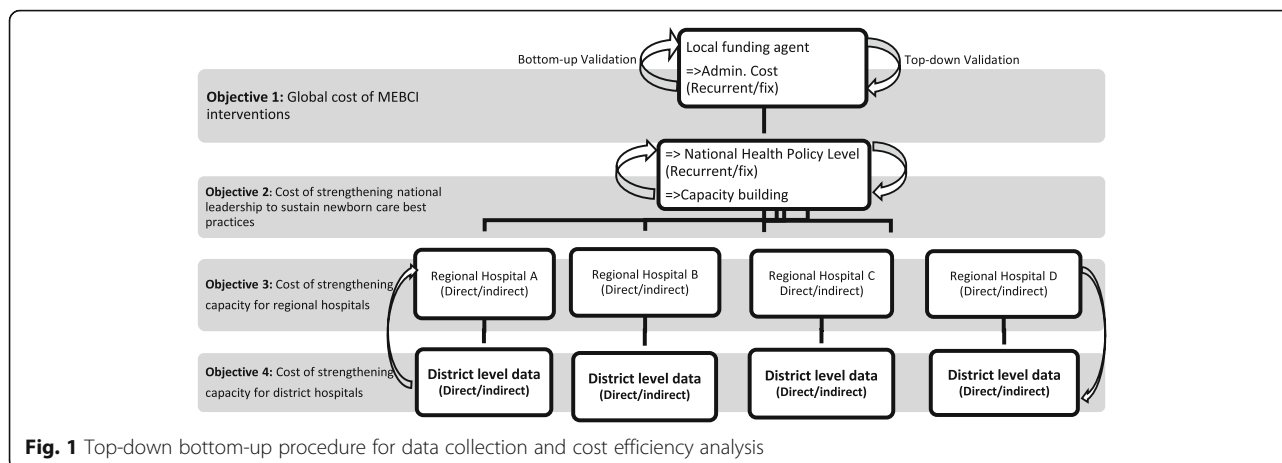 Bottom-up Validation
Local funding agent
=>Admin. Cost
(Recurrent/fix)
Top-down Validation
Objective 1: Global cost of MEBCI
interventions
=> National Health Policy Level
(Recurrent/fix)
=>Capacity building
Objective 2: Cost of strengthening national
leadership to sustain newborn care best
practices
Objective 3: Cost of strengthening
capacity for regional hospitals
Regional Hospital A
(Direct/indirect)
Regional Hospital B
(Direct/indirect)
Regional Hospital C
Direct/indirect)
Regional Hospital D
(Direct/indirect)
Objective 4: Cost of strengthening
capacity for district hospitals
District level data
(Direct/indirect)
District level data
(Direct/indirect)
District level data
(Direct/indirect)
District level data
(Direct/indirect)
Fig. 1 Top-down bottom-up procedure for data collection and cost efficiency analysis